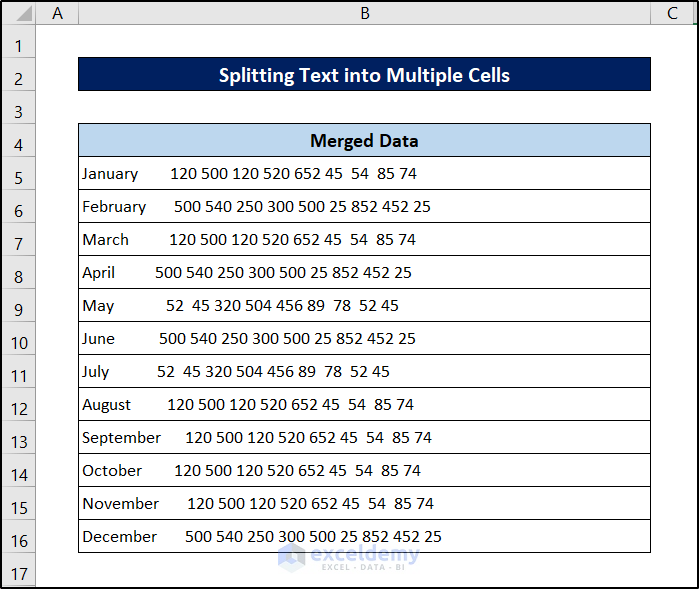 A B C
1
2 Splitting Text into Multiple Cells
3
4 Merged Data
5 January 120 500 120 520 652 45 54 85 74
6 February 500 540 250 300 500 25 852 452 25
7 March 120 500 120 520 652 45 54 85 74
8 April 500 540 250 300 500 25 852 452 25
9 May 52 45 320 504 456 89 78 52 45
10 June 500 540 250 300 500 25 852 452 25
11 July 52 45 320 504 456 89 78 52 45
12 August 120 500 120 520 652 45 54 85 74
13 September 120 500 120 520 652 45 54 85 74
14 October 120 500 120 520 652 45 54 85 74
15 November 120 500 120 520 652 45 54 85 74
16 December 500 540 250 300 500 25 852 452 25
exceldemy
EXCEL - DATA - BI
17